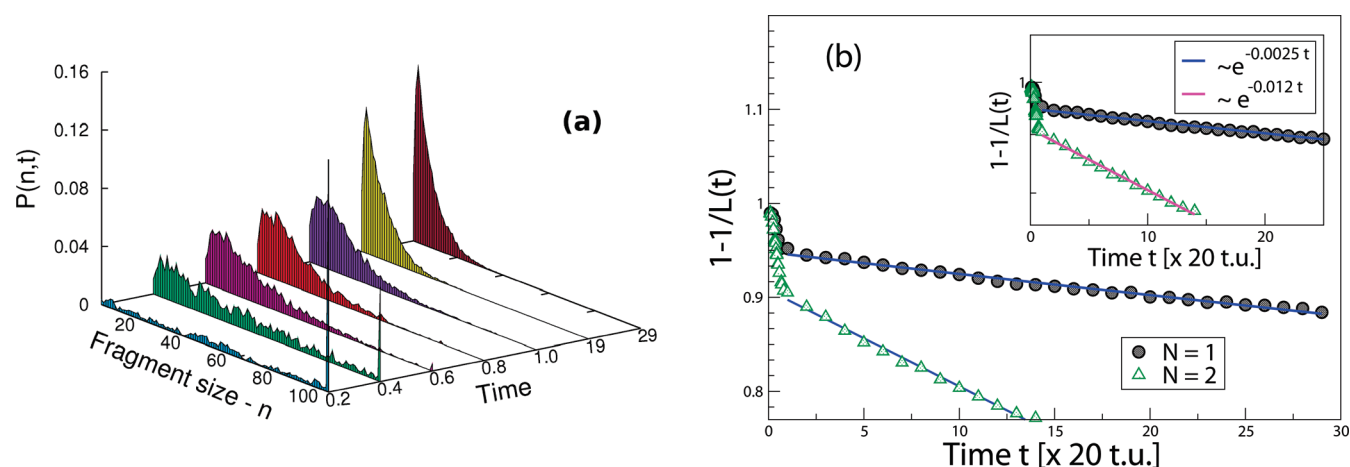 (a)
P(n,t)
0.16
0.12
0.08
0.04
0
20
40
60
80
100
Fragment size - n
0.2
0.4
0.6
0.8
1.0
19
29
Time
(b)
1-1/L(t)
1.1
1
0.9
0.8
0
5
10
15
20
25
30
Time t [x 20 t.u.]
N = 1
N = 2
1-1/L(t)
1
0
10
20
Time t [x 20 t.u.]
~e^-0.0025 t
~ e^-0.012 t